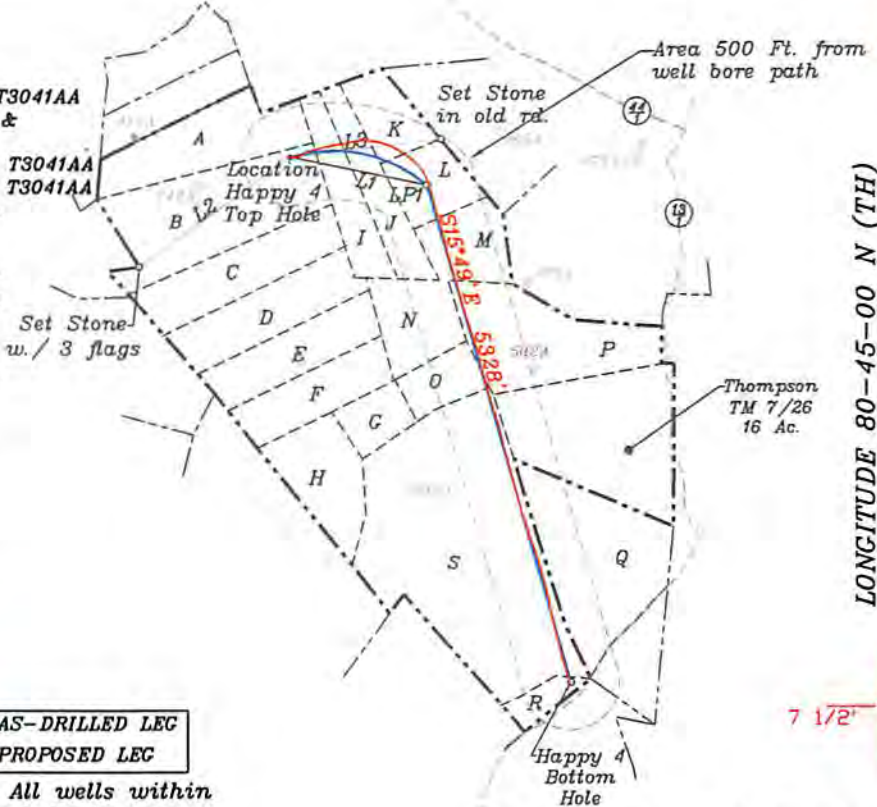 T3041AA
&
T3041AA
T3041AA
Area 500 Ft. from
well bore path
Set Stone
in old rd.
44
1
13
1
A
K
L3
L
Location
Happy 4
Top Hole
L1
LP1
B
L2
I
J
M
C
D
E
F
G
H
N
O
P
S15°49' E
5328'
Set Stone
w./ 3 flags
Thompson
TM 7/26
16 Ac.
S
Q
R
Happy 4
Bottom
Hole
LONGITUDE 80-45-00 N (TH)
7 1/2'
AS-DRILLED LEG
PROPOSED LEG
All wells within